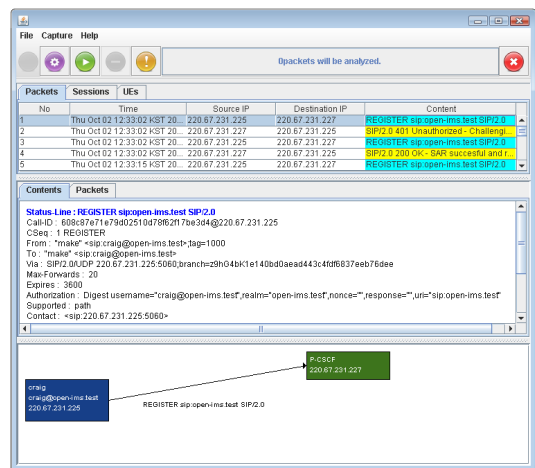 File Capture Help
0packets will be analyzed.
Packets Sessions UEs
No Time Source IP Destination IP Content
1 Thu Oct 02 12:33:02 KST 20... 220.67.231.225 220.67.231.227 REGISTER sip:open-ims.test SIP/2.0
2 Thu Oct 02 12:33:02 KST 20... 220.67.231.225 220.67.231.227 SIP/2.0 401 Unauthorized - Challengi...
3 Thu Oct 02 12:33:02 KST 20... 220.67.231.225 220.67.231.227 REGISTER sip:open-ims.test SIP/2.0
4 Thu Oct 02 12:33:02 KST 20... 220.67.231.225 220.67.231.227 SIP/2.0 200 OK - SAR succesful and r...
5 Thu Oct 02 12:33:15 KST 20... 220.67.231.225 220.67.231.227 REGISTER sip:open-ims.test SIP/2.0
Contents Packets
Status-Line : REGISTER sip:open-ims.test SIP/2.0
Call-ID : 608c87e71e79d02510d78f62f17be3d4@220.67.231.225
CSeq : 1 REGISTER
From : "make" <sip:craig@open-ims.test>;tag=1000
To : "make" <sip:craig@open-ims.test>
Via : SIP/2.0/UDP 220.67.231.225:5060;branch=z9hG4bK1e140bd0aead443c4fdf6837eeb76dee
Max-Forwards : 20
Expires : 3600
Authorization : Digest username="craig@open-ims.test",realm="open-ims.test",nonce="",response="",uri="sip:open-ims.test"
Supported : path
Contact : <sip:220.67.231.225:5060>
P-CSCF
220.67.231.227
craig
craig@open-ims.test
220.67.231.225
REGISTER sip:open-ims.test SIP/2.0